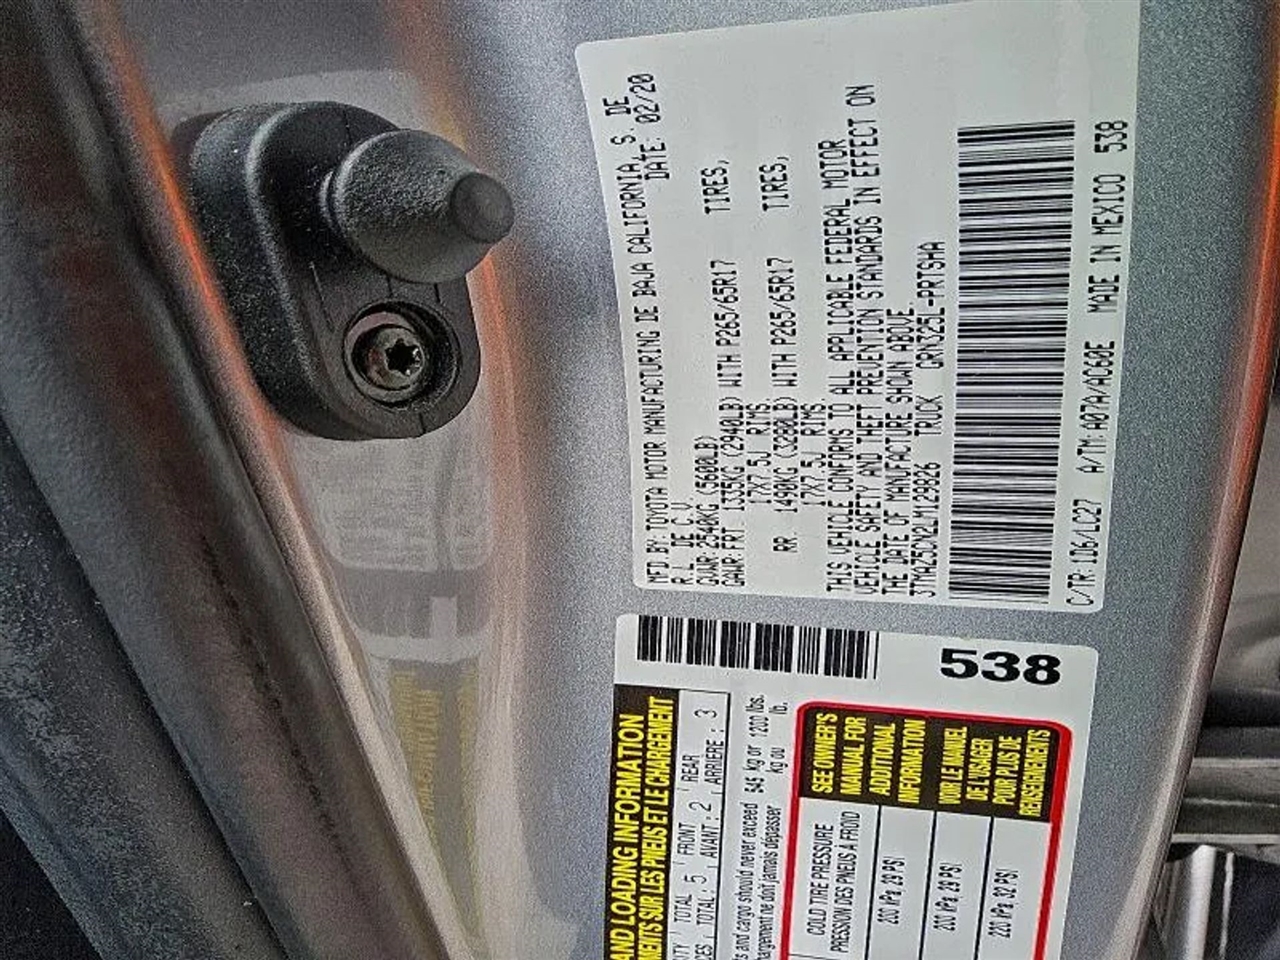 MFD BY: TOYOTA MOTOR MANUFACTURING DE BAJA CALIFORNIA, S. DE
R.L. DE C.V. DATE: 02/20
GVWR: 2540KG (5600LB)
GAWR: FRT 1335KG (2940LB) WITH P265/65R17 TIRES,
17X7.5J RIMS.
RR 1490KG (3280LB) WITH P265/65R17 TIRES,
17X7.5J RIMS.
THIS VEHICLE CONFORMS TO ALL APPLICABLE FEDERAL MOTOR
VEHICLE SAFETY AND THEFT PREVENTION STANDARDS IN EFFECT ON
THE DATE OF MANUFACTURE SHOWN ABOVE.
TRUCK GRN325L-PRTSHA
C/TR: 1D6/LC27 A/TM: A07A/AC60E MADE IN MEXICO 538
538
AND LOADING INFORMATION
SUR LES PNEUS ET LE CHARGEMENT
TOTAL 5 FRONT REAR
TOTAL : 5 AVANT : 2 ARRIÈRE : 3
and cargo should never exceed 545 kg or 1200 lbs.
ne doit jamais dépasser kg ou lb.
COLD TIRE PRESSURE
PRESSION DES PNEUS A FROID
200 kPa 29 PSI
200 kPa 29 PSI
220 kPa 32 PSI
SEE OWNER'S
MANUAL FOR
ADDITIONAL
INFORMATION
VOIR LE MANUEL
DE L'USAGER
POUR PLUS DE
RENSEIGNEMENTS